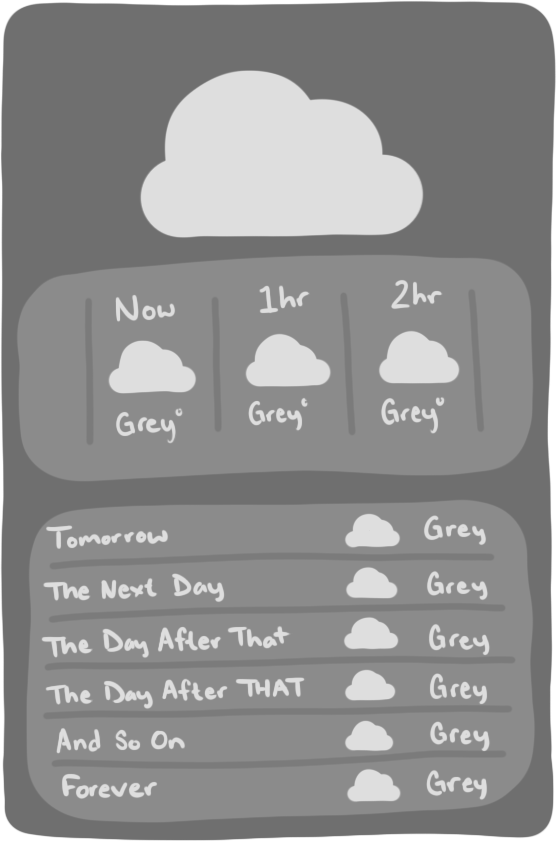 Now 1hr 2hr
Grey° Grey° Grey°
Tomorrow Grey
The Next Day Grey
The Day After That Grey
The Day After THAT Grey
And So On Grey
Forever Grey